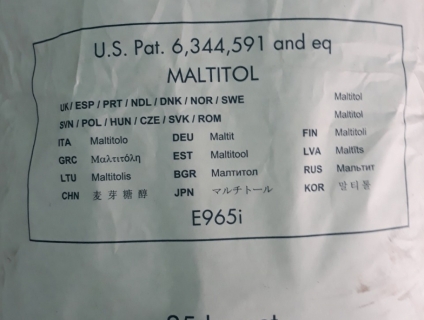 U.S. Pat. 6,344,591 and eq
MALTITOL
UK / ESP / PRT / NDL / DNK / NOR / SWE Maltitol
SVN / POL / HUN / CZE / SVK / ROM Maltitol
ITA Maltitolo DEU Maltit FIN Maltitoli
GRC Μαλτιτόλη EST Maltitool LVA Maltīts
LTU Maltitolis BGR Малтитол RUS Мальтит
CHN 麦芽糖醇 JPN マルチトール KOR 말티톨
E965i